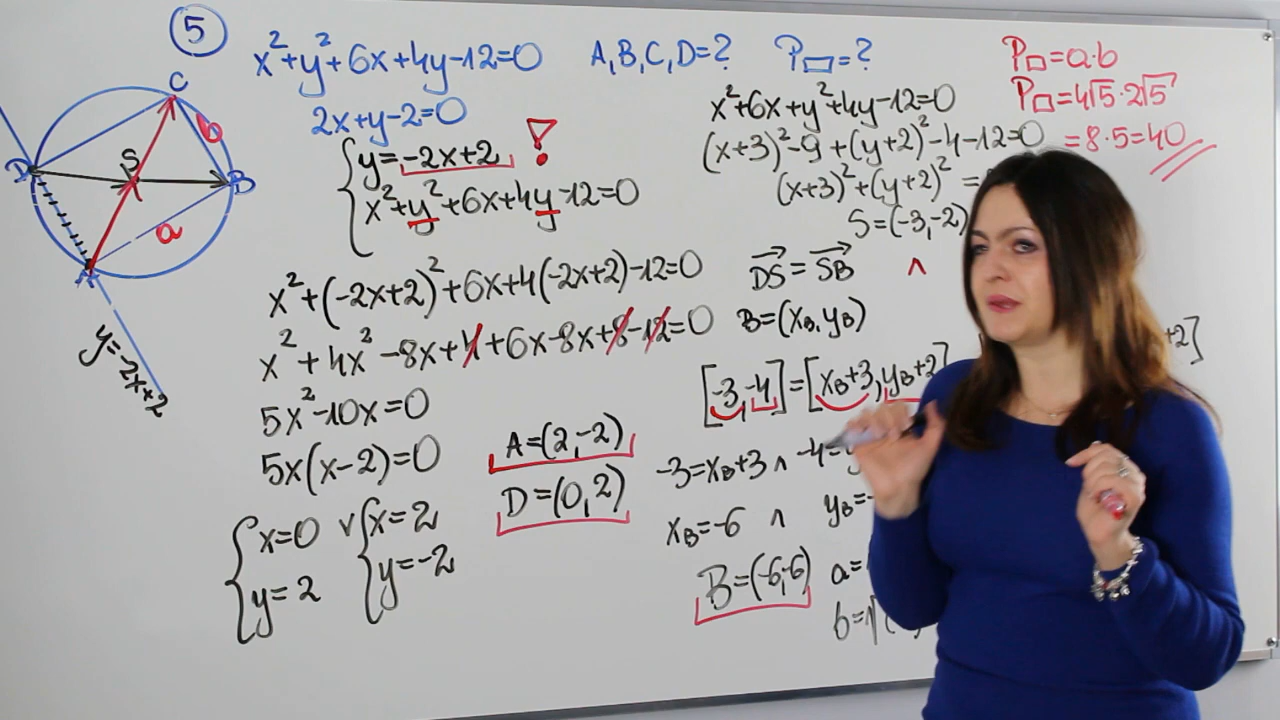 5
x²+y²+6x+4y-12=0
A,B,C,D=?
P▭=?
2x+y-2=0
{y=-2x+2 !
x²+y²+6x+4y-12=0
x²+(-2x+2)²+6x+4(-2x+2)-12=0
x²+4x²-8x+4+6x-8x+8-12=0
5x²-10x=0
5x(x-2)=0
{x=0 v {x=2
y=2 y=-2
A=(2,-2)
D=(0,2)
C
b
S
D
B
a
A
y=-2x+2
x²+6x+y²+4y-12=0
(x+3)²-9+(y+2)²-4-12=0
(x+3)²+(y+2)²=
S=(-3,-2)
DS=SB ∧
B=(xB,yB)
[-3,-4]=[xB+3,yB+2]
+2]
-3=xB+3 ∧ -4=y
xB=-6 ∧ yB=-
B=(-6,-6) a=
b=√(
P▭=a·b
P▭=4√5·2√5
=8·5=40